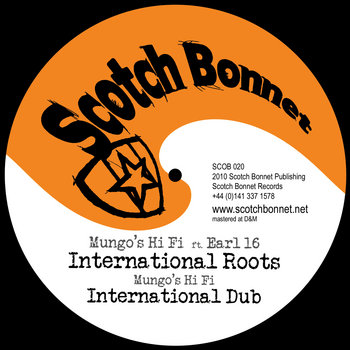 Scotch Bonnet
SCOB 020
2010 Scotch Bonnet Publishing
Scotch Bonnet Records
+44 (0)141 337 1578
www.scotchbonnet.net
mastered at D&M
Mungo's Hi Fi ft. Earl 16
International Roots
Mungo's Hi Fi
International Dub